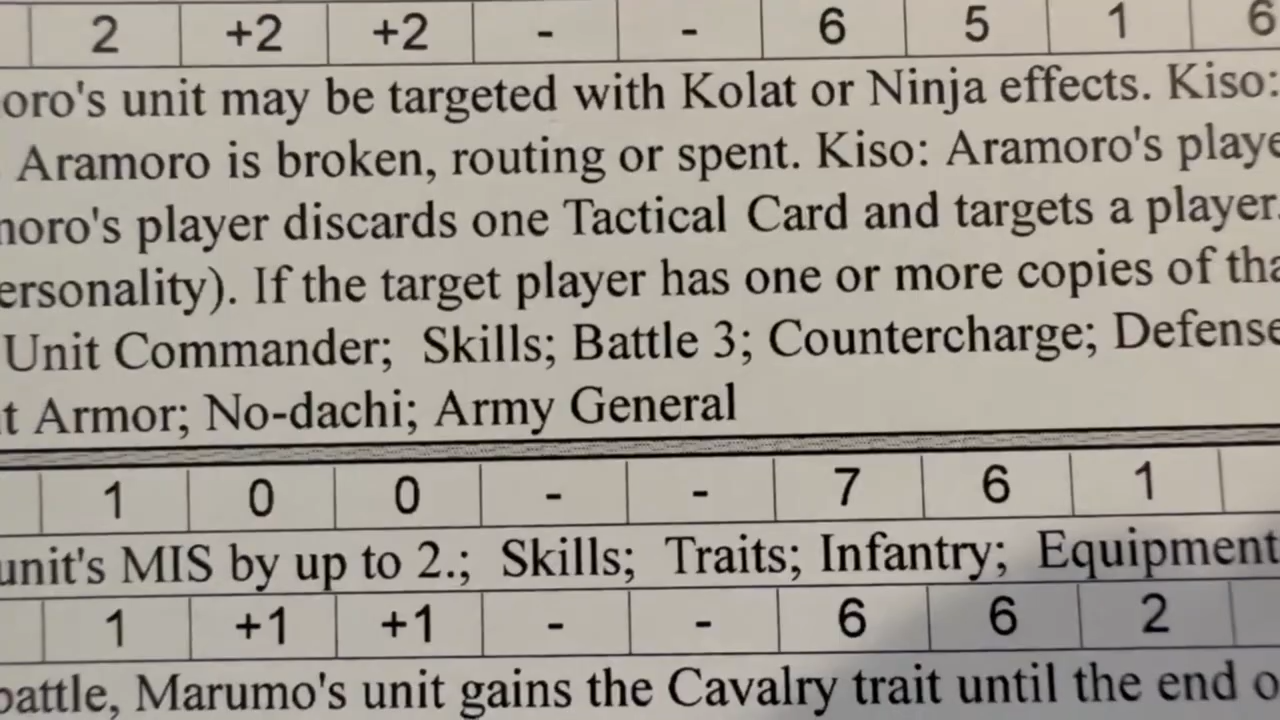 2 +2 +2 - - 6 5 1 6
oro's unit may be targeted with Kolat or Ninja effects. Kiso:
Aramoro is broken, routing or spent. Kiso: Aramoro's playe
noro's player discards one Tactical Card and targets a player
ersonality). If the target player has one or more copies of tha
Unit Commander; Skills; Battle 3; Countercharge; Defense
t Armor; No-dachi; Army General
1 0 0 - - 7 6 1
unit's MIS by up to 2.; Skills; Traits; Infantry; Equipment
1 +1 +1 - - 6 6 2
battle, Marumo's unit gains the Cavalry trait until the end o